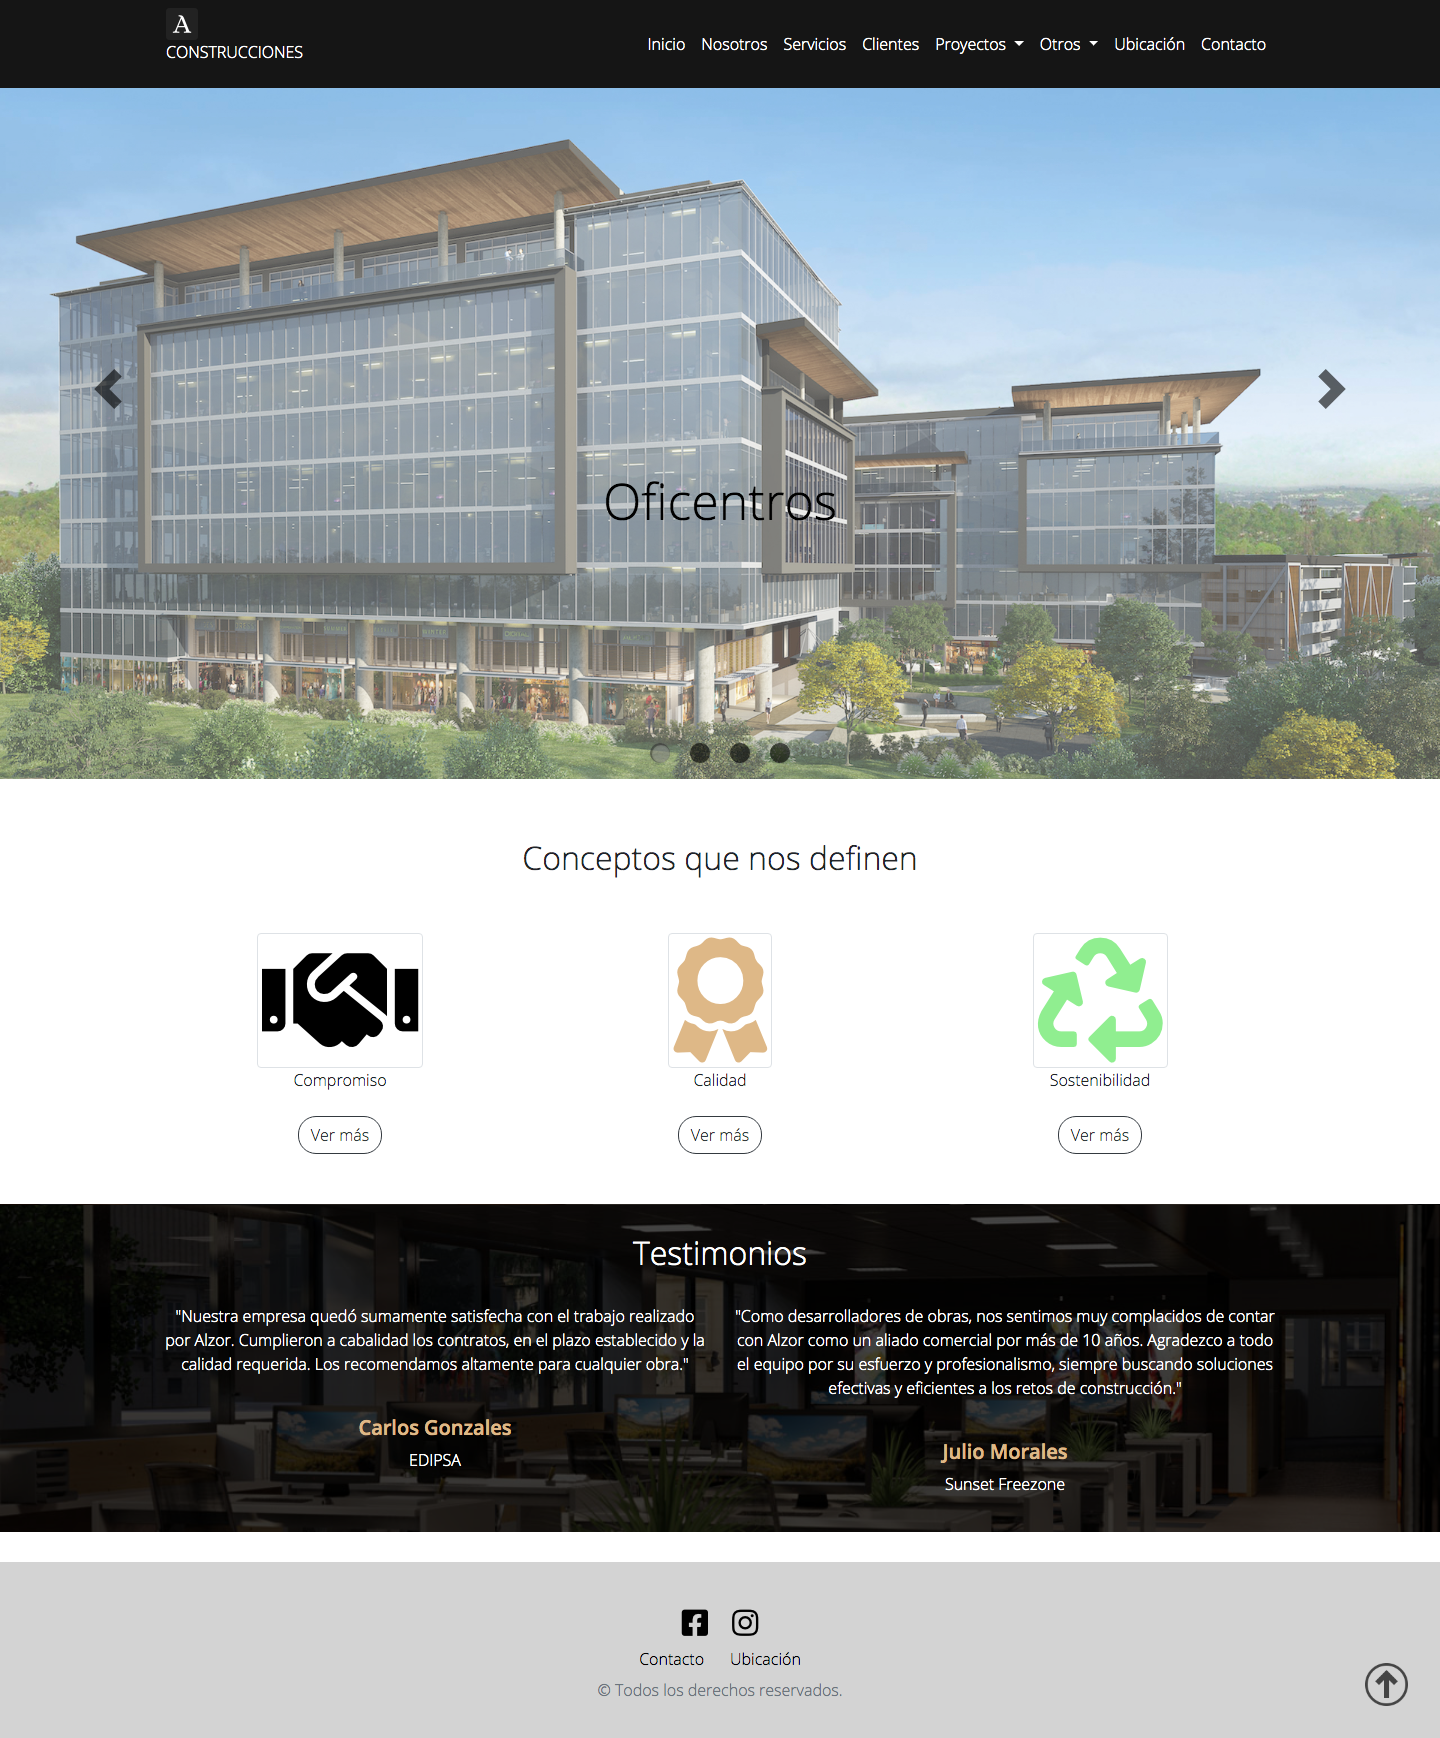 A
CONSTRUCCIONES
Inicio Nosotros Servicios Clientes Proyectos Otros Ubicación Contacto
Oficentros
Conceptos que nos definen
Compromiso
Calidad
Sostenibilidad
Ver más
Ver más
Ver más
Testimonios
"Nuestra empresa quedó sumamente satisfecha con el trabajo realizado
por Alzor. Cumplieron a cabalidad los contratos, en el plazo establecido y la
calidad requerida. Los recomendamos altamente para cualquier obra."
Carlos Gonzales
EDIPSA
"Como desarrolladores de obras, nos sentimos muy complacidos de contar
con Alzor como un aliado comercial por más de 10 años. Agradezco a todo
el equipo por su esfuerzo y profesionalismo, siempre buscando soluciones
efectivas y eficientes a los retos de construcción."
Julio Morales
Sunset Freezone
Contacto Ubicación
© Todos los derechos reservados.